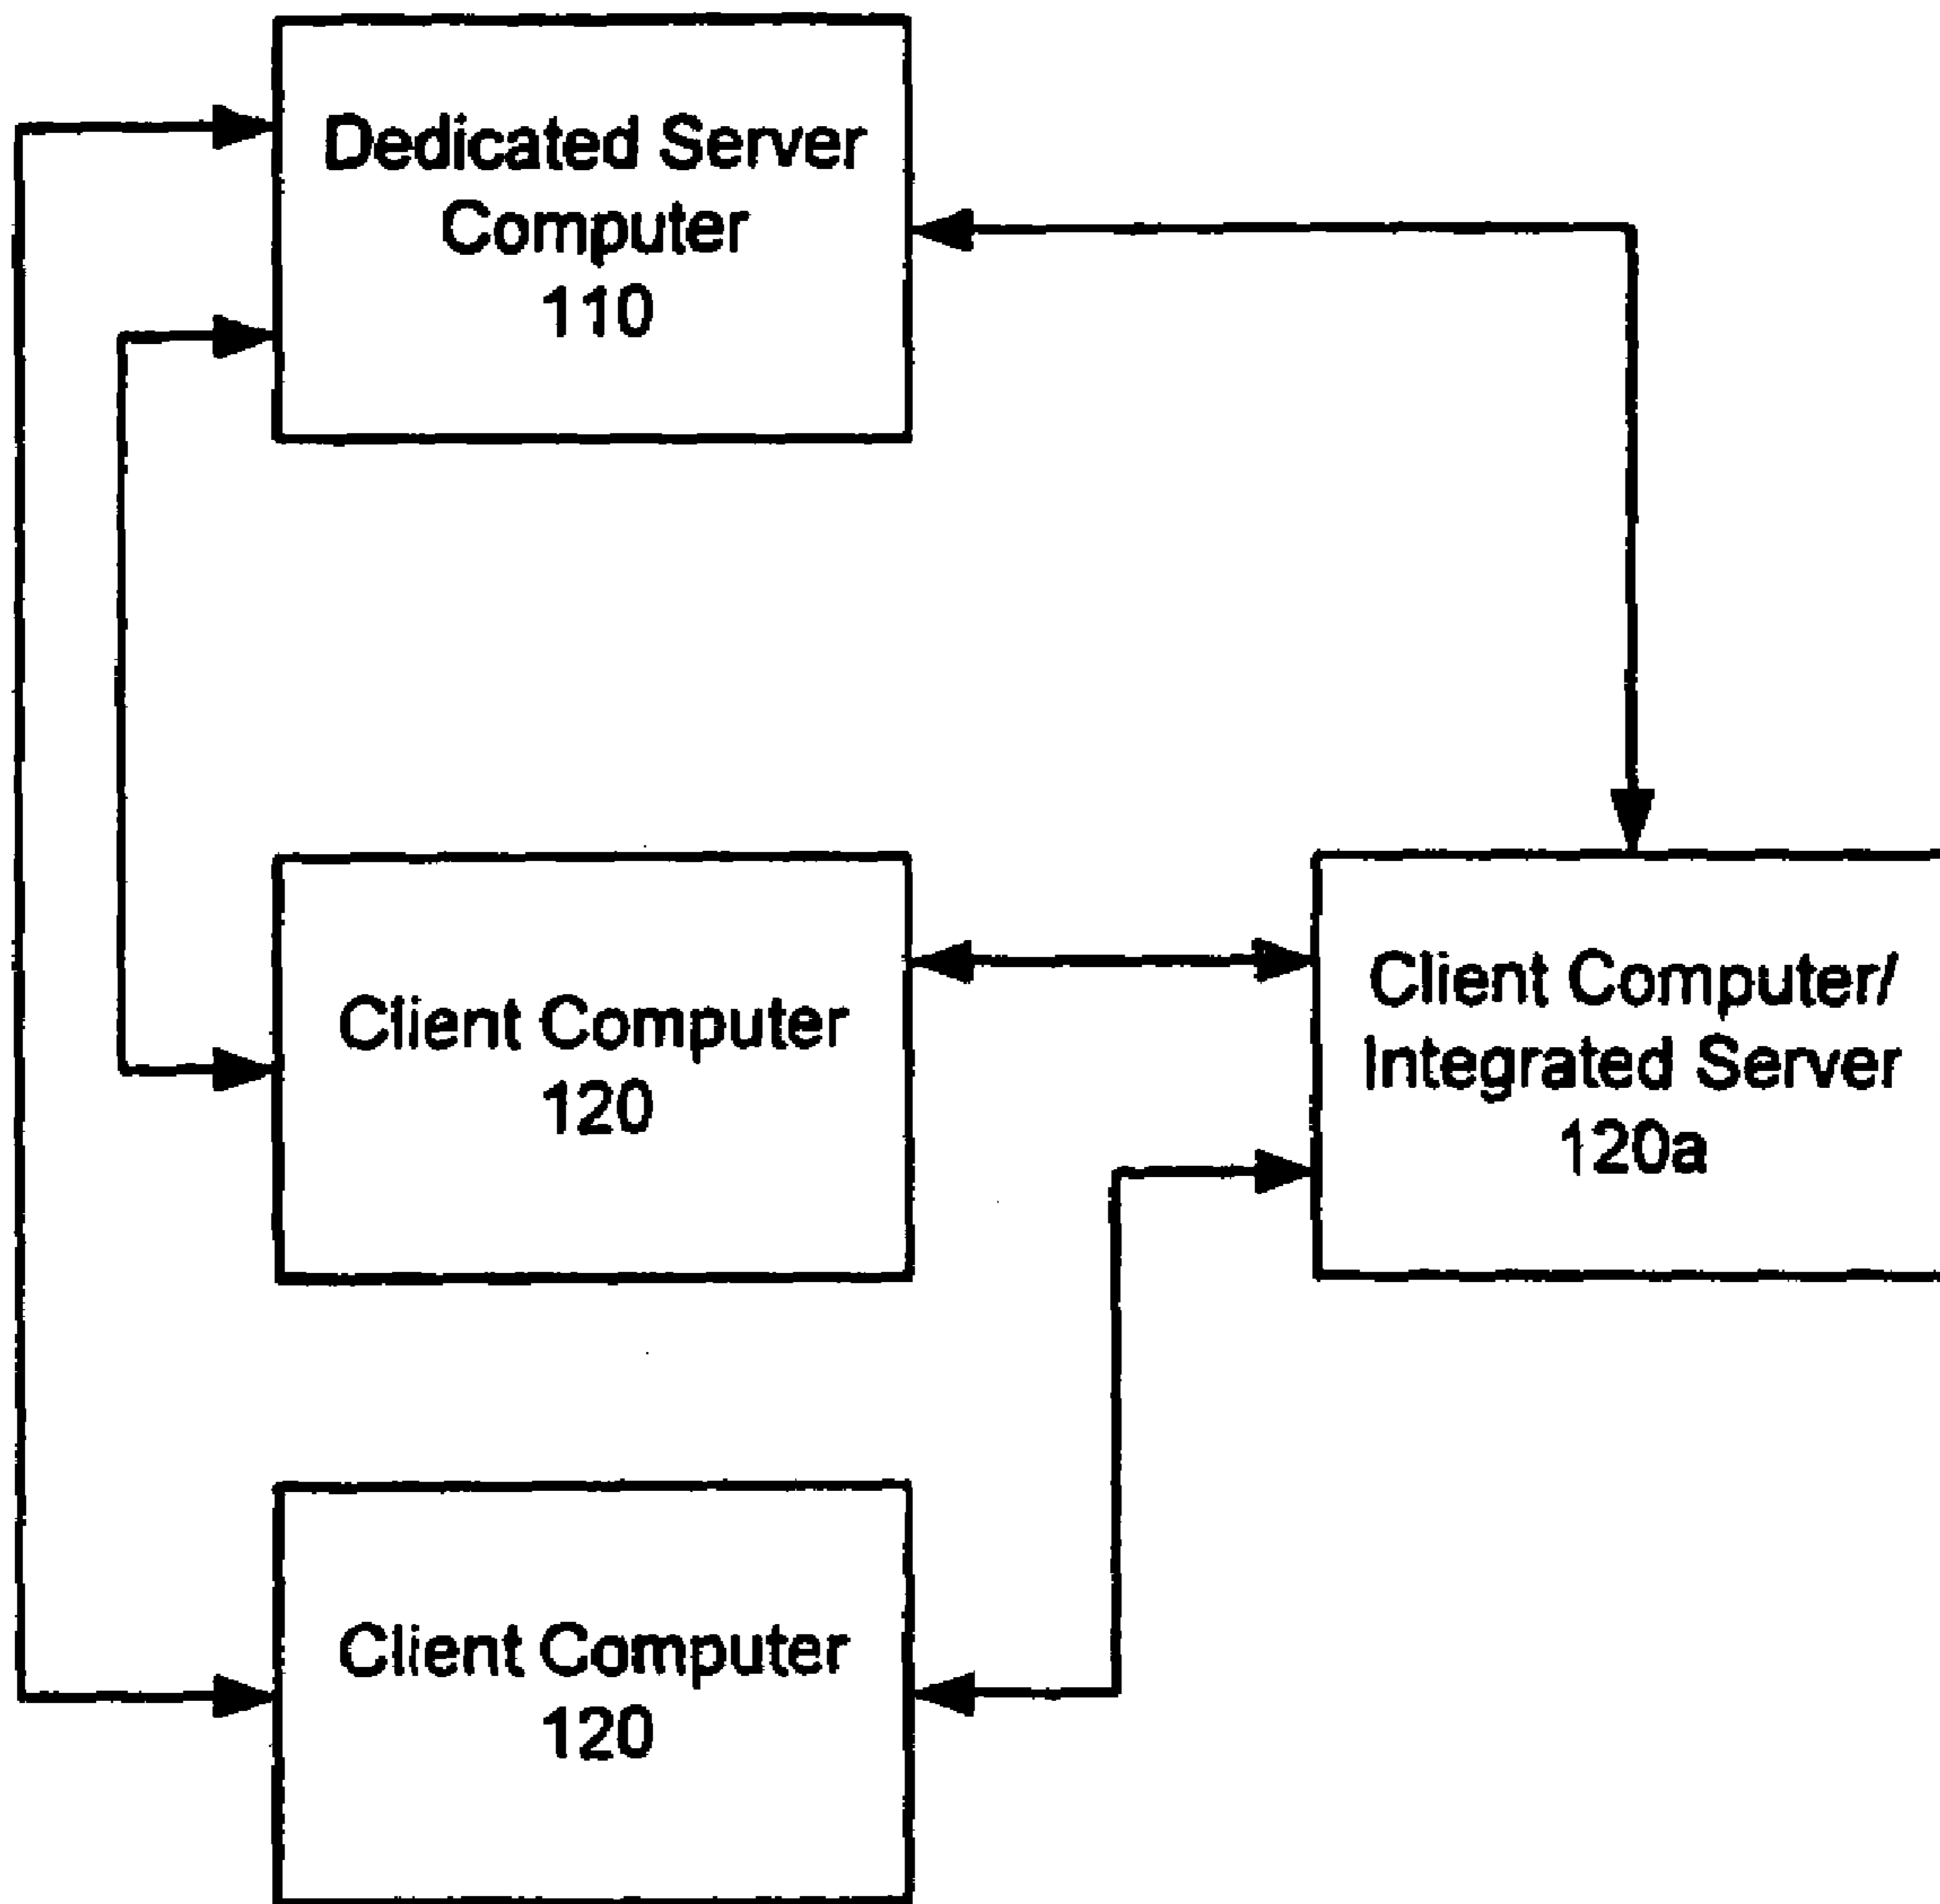 Dedicated Server
Computer
110
Client Computer
120
Client Computer/
Integrated Server
120a
Client Computer
120